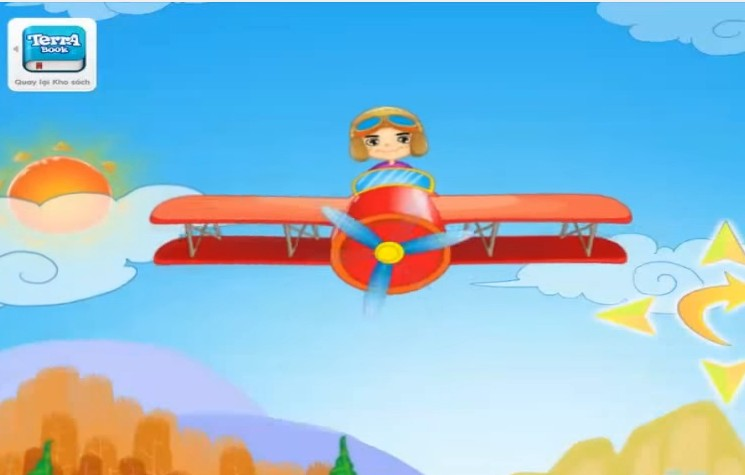 TERRA
BOOK
Quay lại Kho sách